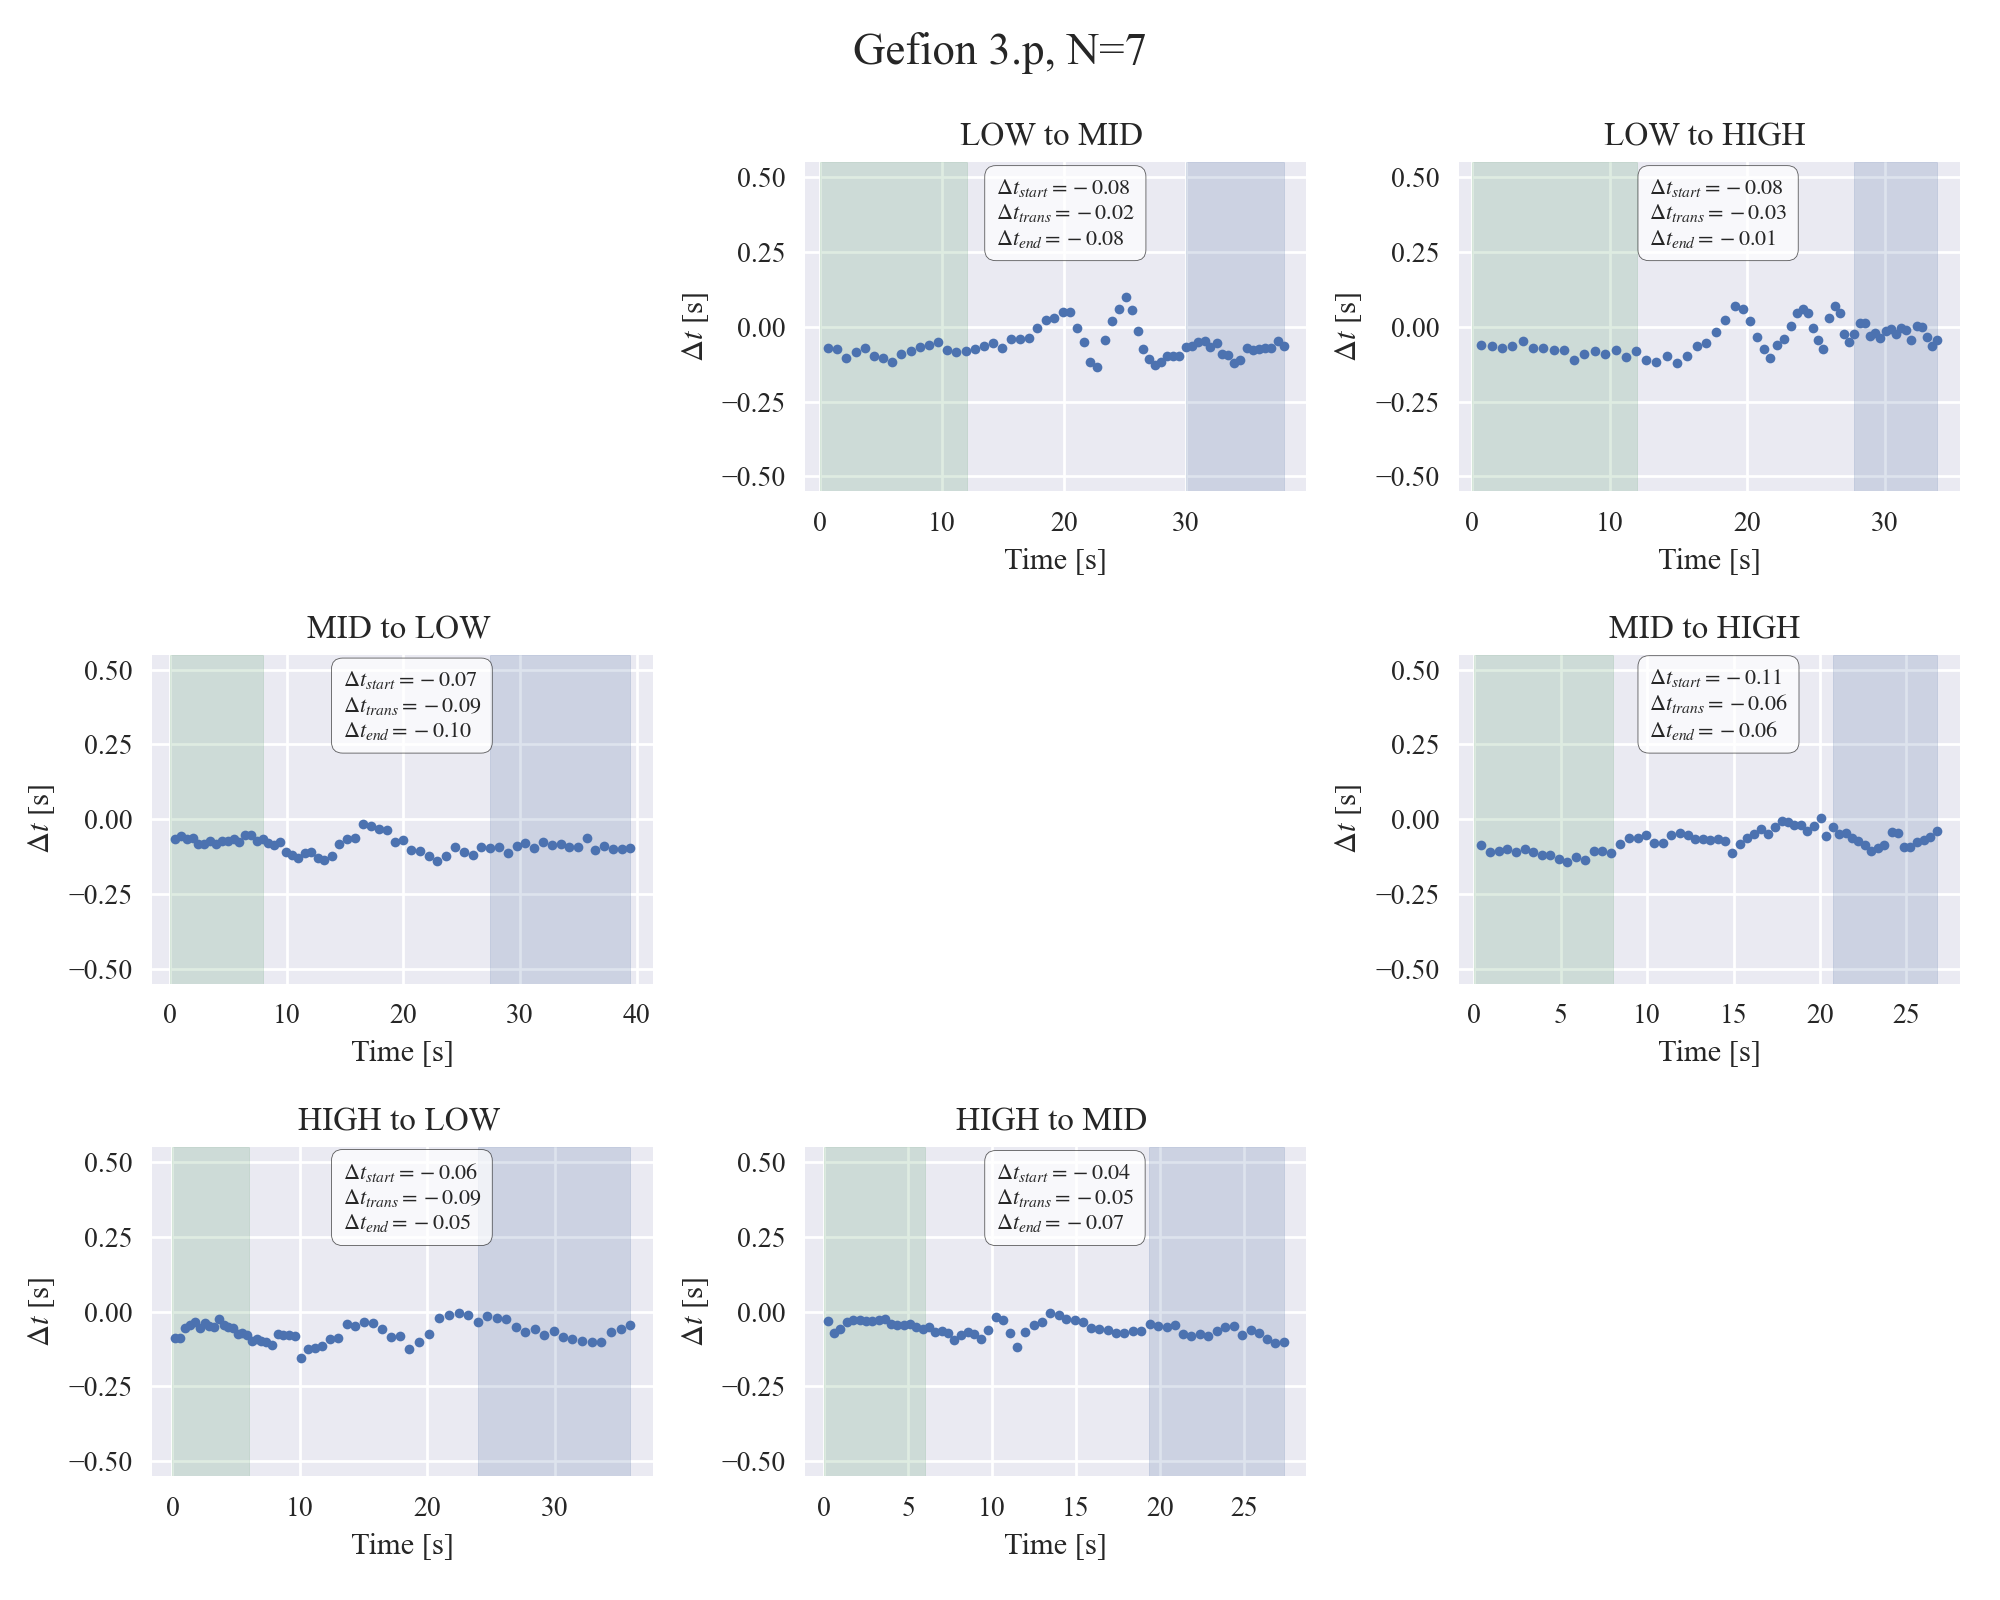 Gefion 3.p, N=7
LOW to MID
Δt_start = −0.08
Δt_trans = −0.02
Δt_end = −0.08
0.50
0.25
0.00
−0.25
−0.50
Δt [s]
0 10 20 30
Time [s]
LOW to HIGH
Δt_start = −0.08
Δt_trans = −0.03
Δt_end = −0.01
0.50
0.25
0.00
−0.25
−0.50
Δt [s]
0 10 20 30
Time [s]
MID to LOW
Δt_start = −0.07
Δt_trans = −0.09
Δt_end = −0.10
0.50
0.25
0.00
−0.25
−0.50
Δt [s]
0 10 20 30 40
Time [s]
MID to HIGH
Δt_start = −0.11
Δt_trans = −0.06
Δt_end = −0.06
0.50
0.25
0.00
−0.25
−0.50
Δt [s]
0 5 10 15 20 25
Time [s]
HIGH to LOW
Δt_start = −0.06
Δt_trans = −0.09
Δt_end = −0.05
0.50
0.25
0.00
−0.25
−0.50
Δt [s]
0 10 20 30
Time [s]
HIGH to MID
Δt_start = −0.04
Δt_trans = −0.05
Δt_end = −0.07
0.50
0.25
0.00
−0.25
−0.50
Δt [s]
0 5 10 15 20 25
Time [s]